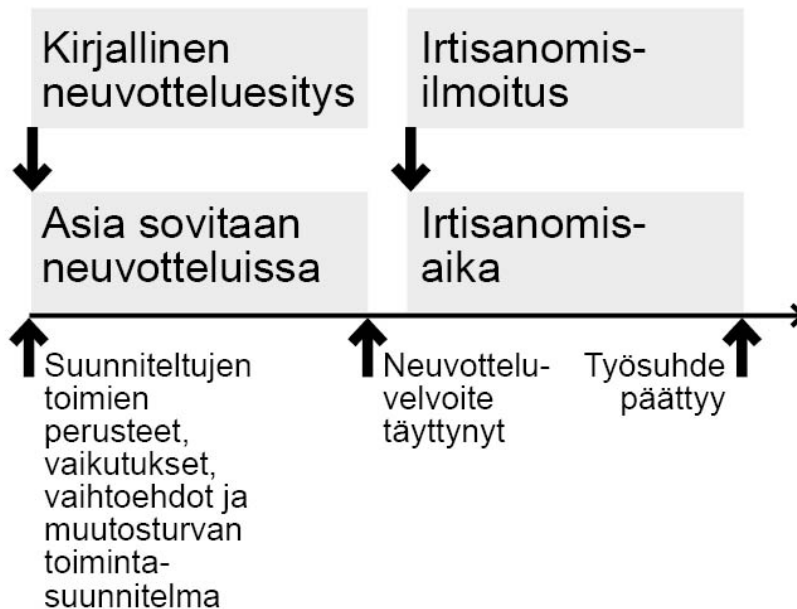 Kirjallinen
neuvotteluesitys
Irtisanomis-
ilmoitus
Asia sovitaan
neuvotteluissa
Irtisanomis-
aika
Suunniteltujen
toimien
perusteet,
vaikutukset,
vaihtoehdot ja
muutosturvan
toiminta-
suunnitelma
Neuvottelu-
velvoite
täyttynyt
Työsuhde
päättyy